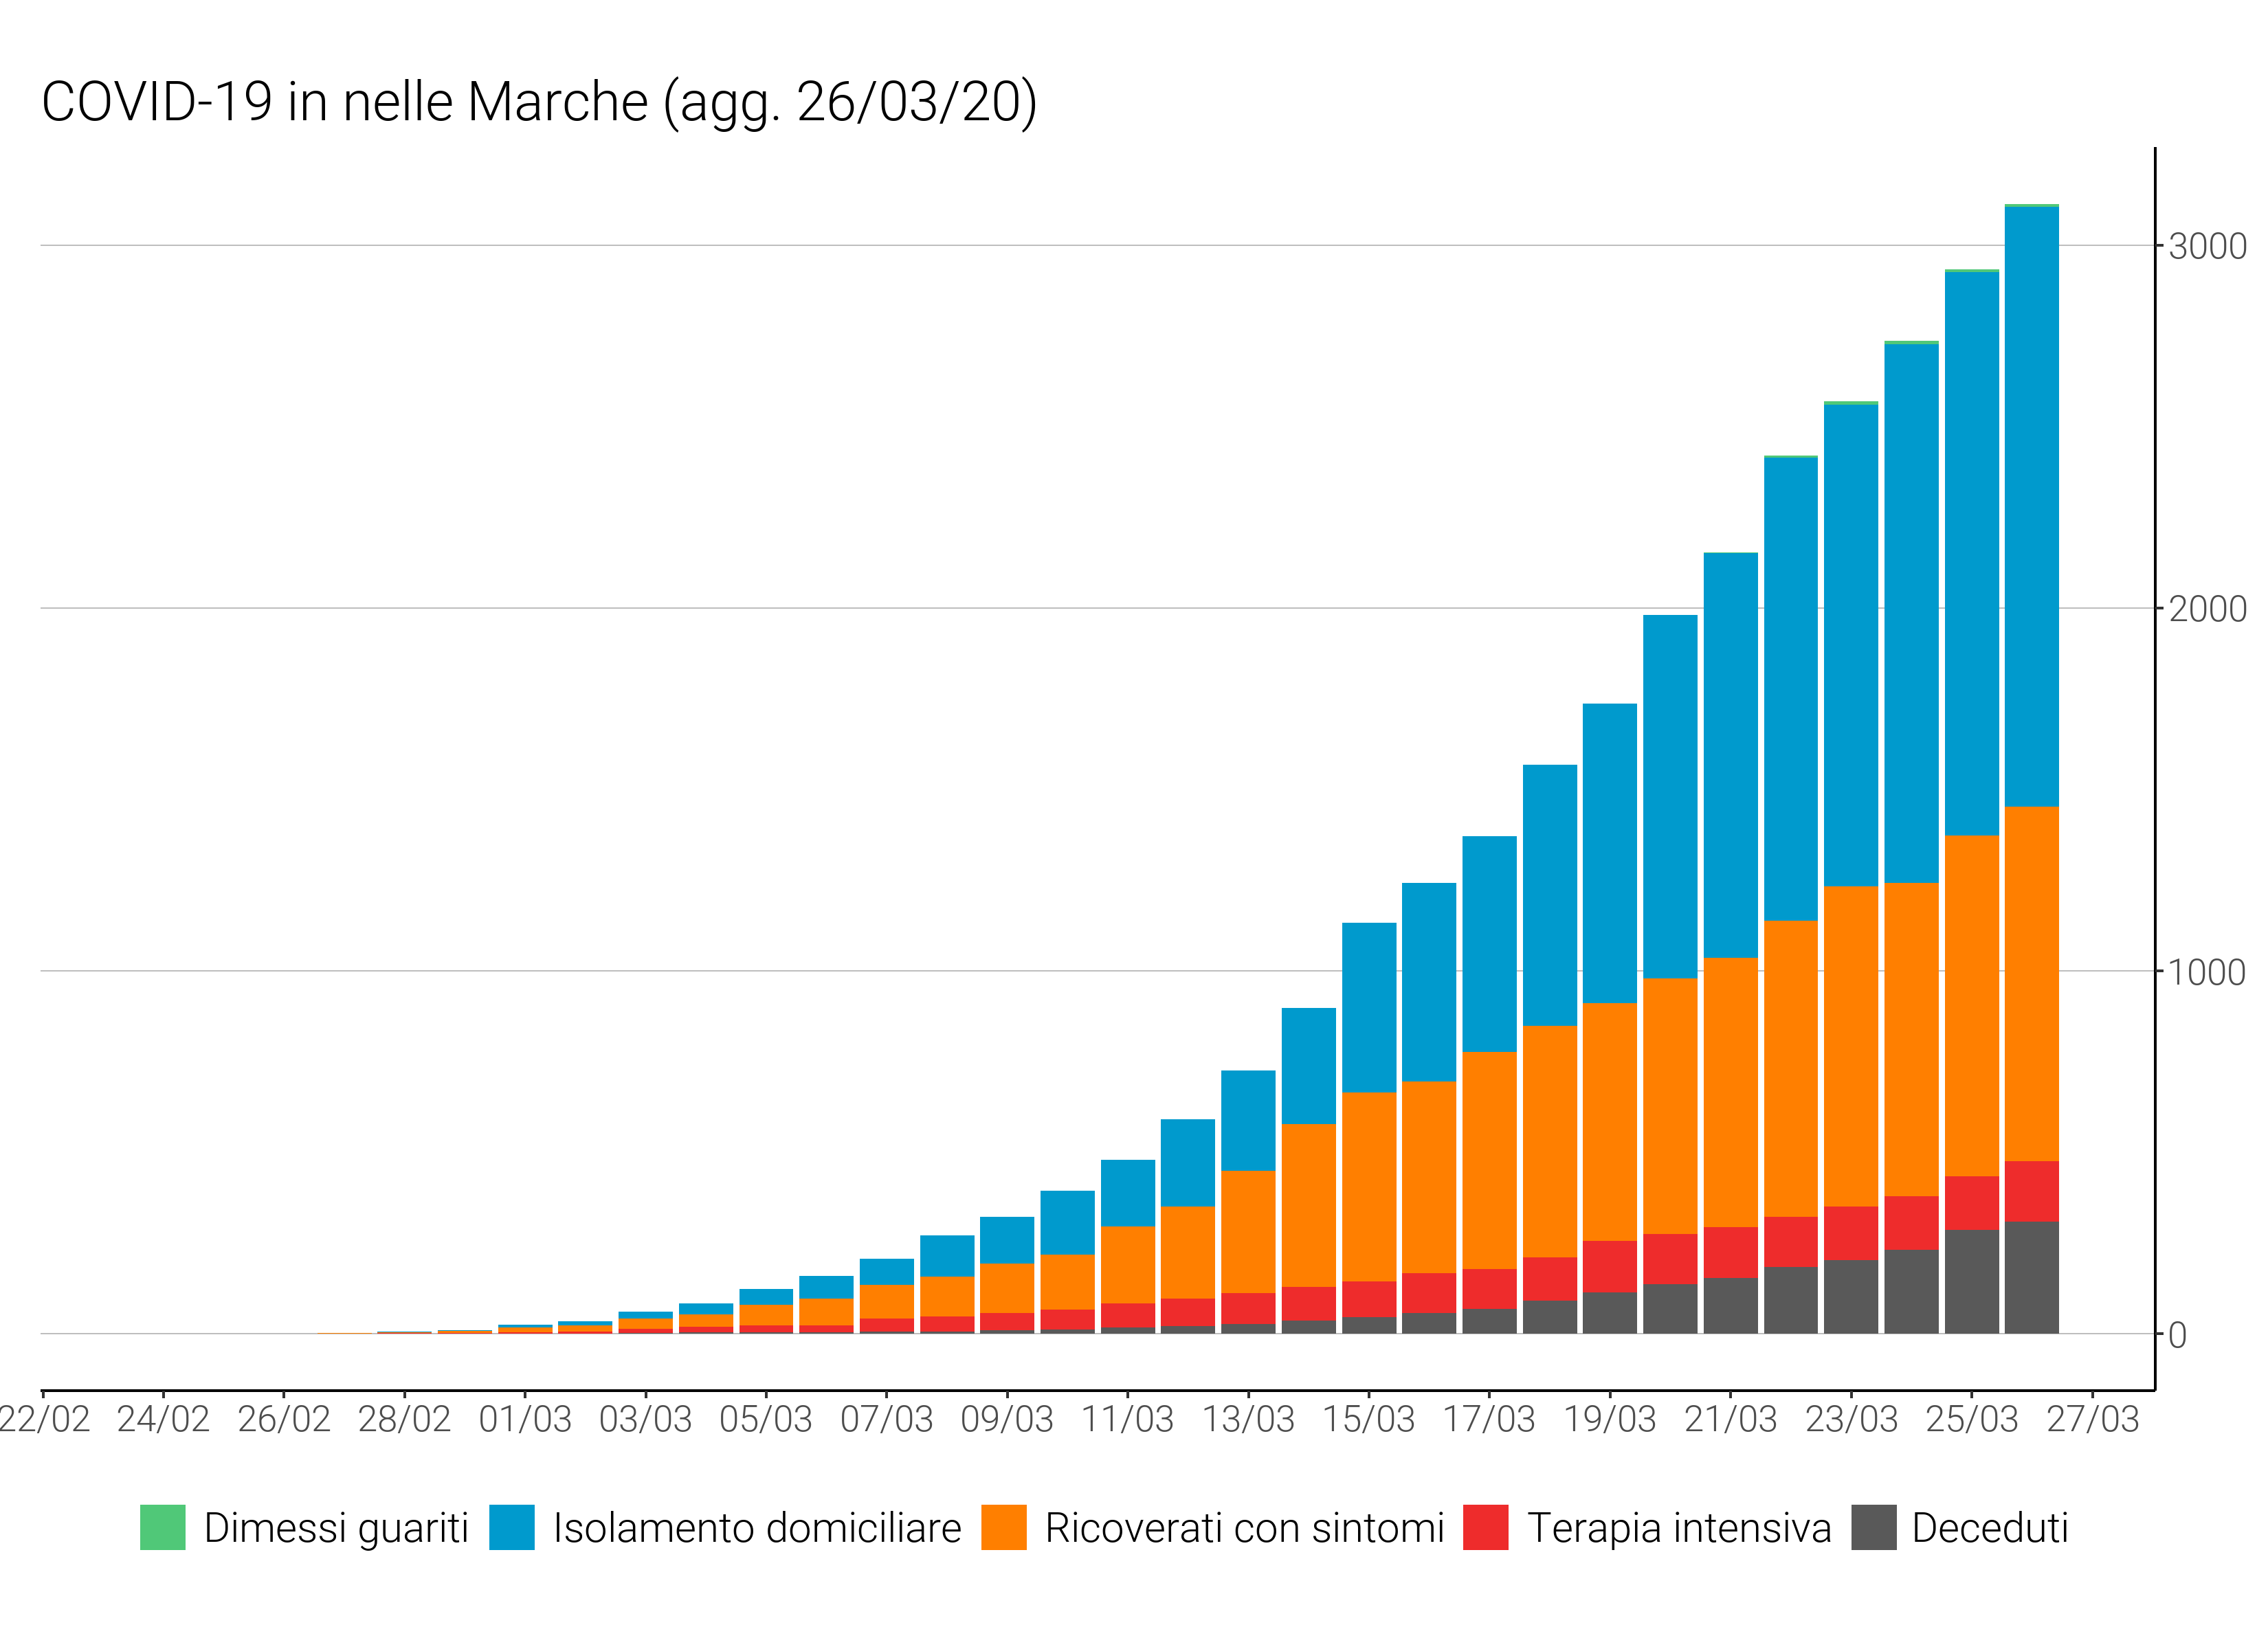 COVID-19 in nelle Marche (agg. 26/03/20)
3000
2000
1000
0
22/02 24/02 26/02 28/02 01/03 03/03 05/03 07/03 09/03 11/03 13/03 15/03 17/03 19/03 21/03 23/03 25/03 27/03
Dimessi guariti Isolamento domiciliare Ricoverati con sintomi Terapia intensiva Deceduti